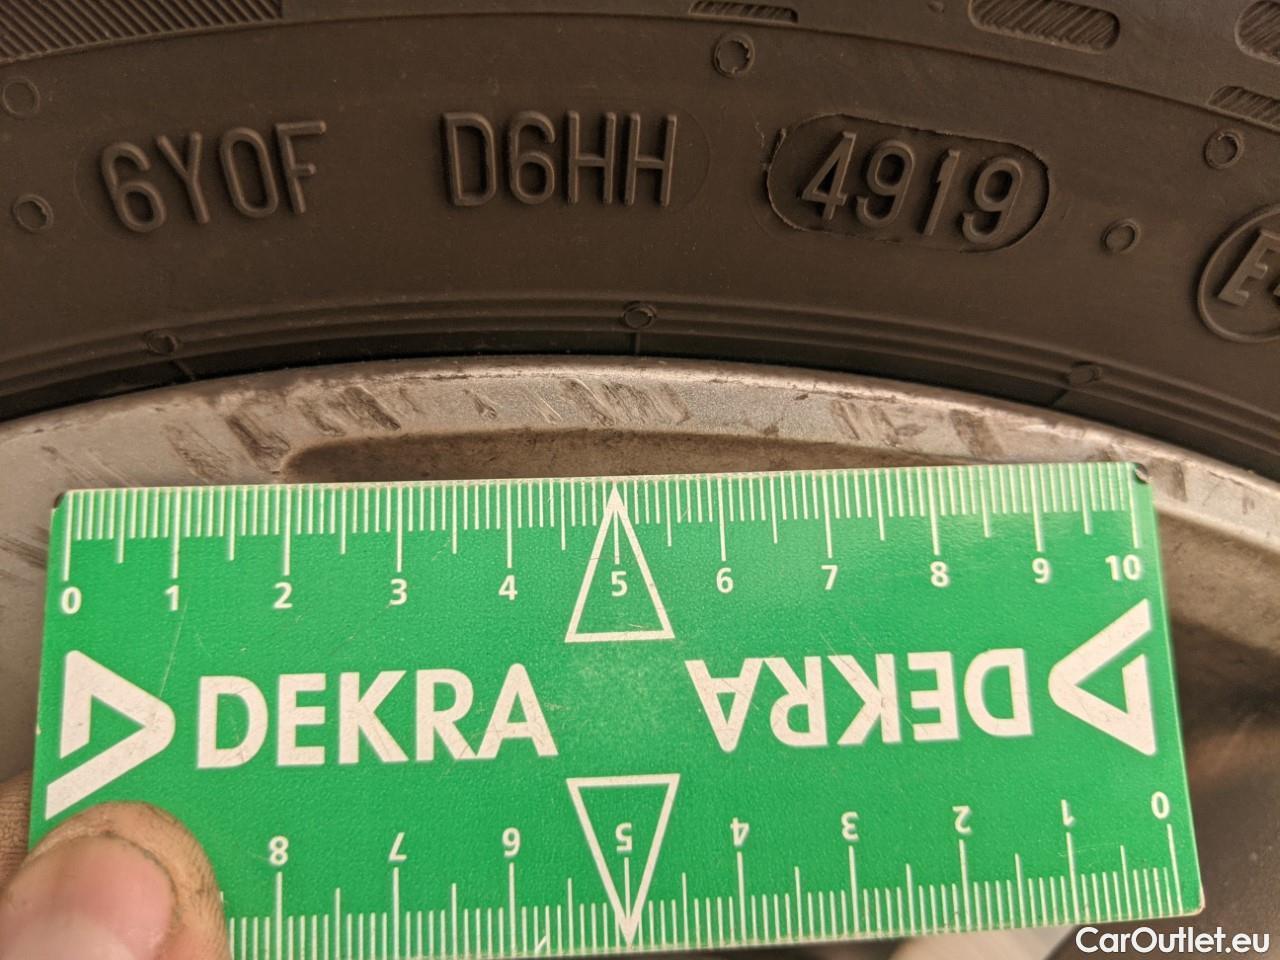 6Y0F D6HH 4919
E
0 1 2 3 4 5 6 7 8 9 10
DEKRA DEKRA
8 7 6 5 4 3 2 1 0
CarOutlet.eu